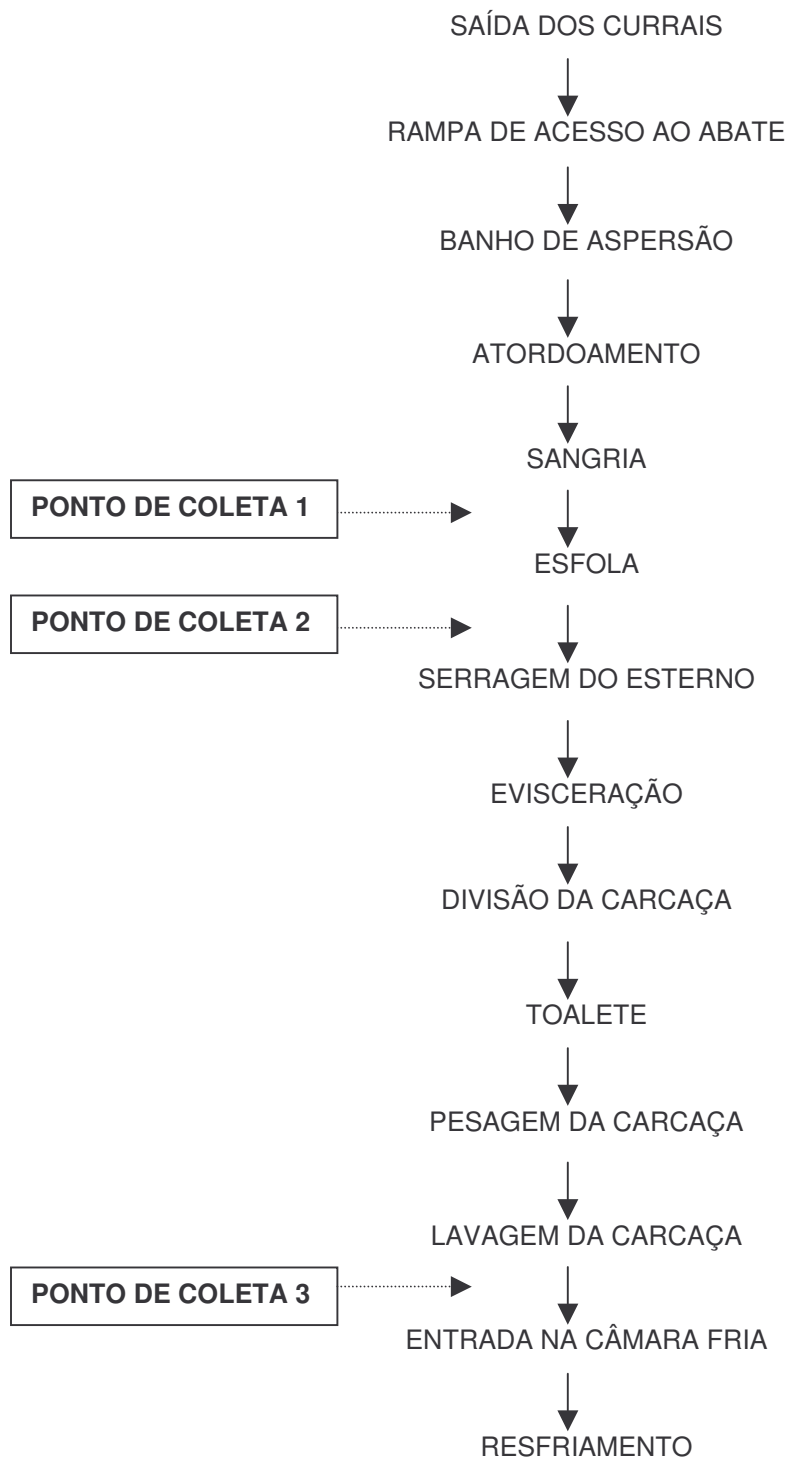 SAÍDA DOS CURRAIS
RAMPA DE ACESSO AO ABATE
BANHO DE ASPERSÃO
ATORDOAMENTO
SANGRIA
PONTO DE COLETA 1
ESFOLA
PONTO DE COLETA 2
SERRAGEM DO ESTERNO
EVISCERAÇÃO
DIVISÃO DA CARCAÇA
TOALETE
PESAGEM DA CARCAÇA
LAVAGEM DA CARCAÇA
PONTO DE COLETA 3
ENTRADA NA CÂMARA FRIA
RESFRIAMENTO